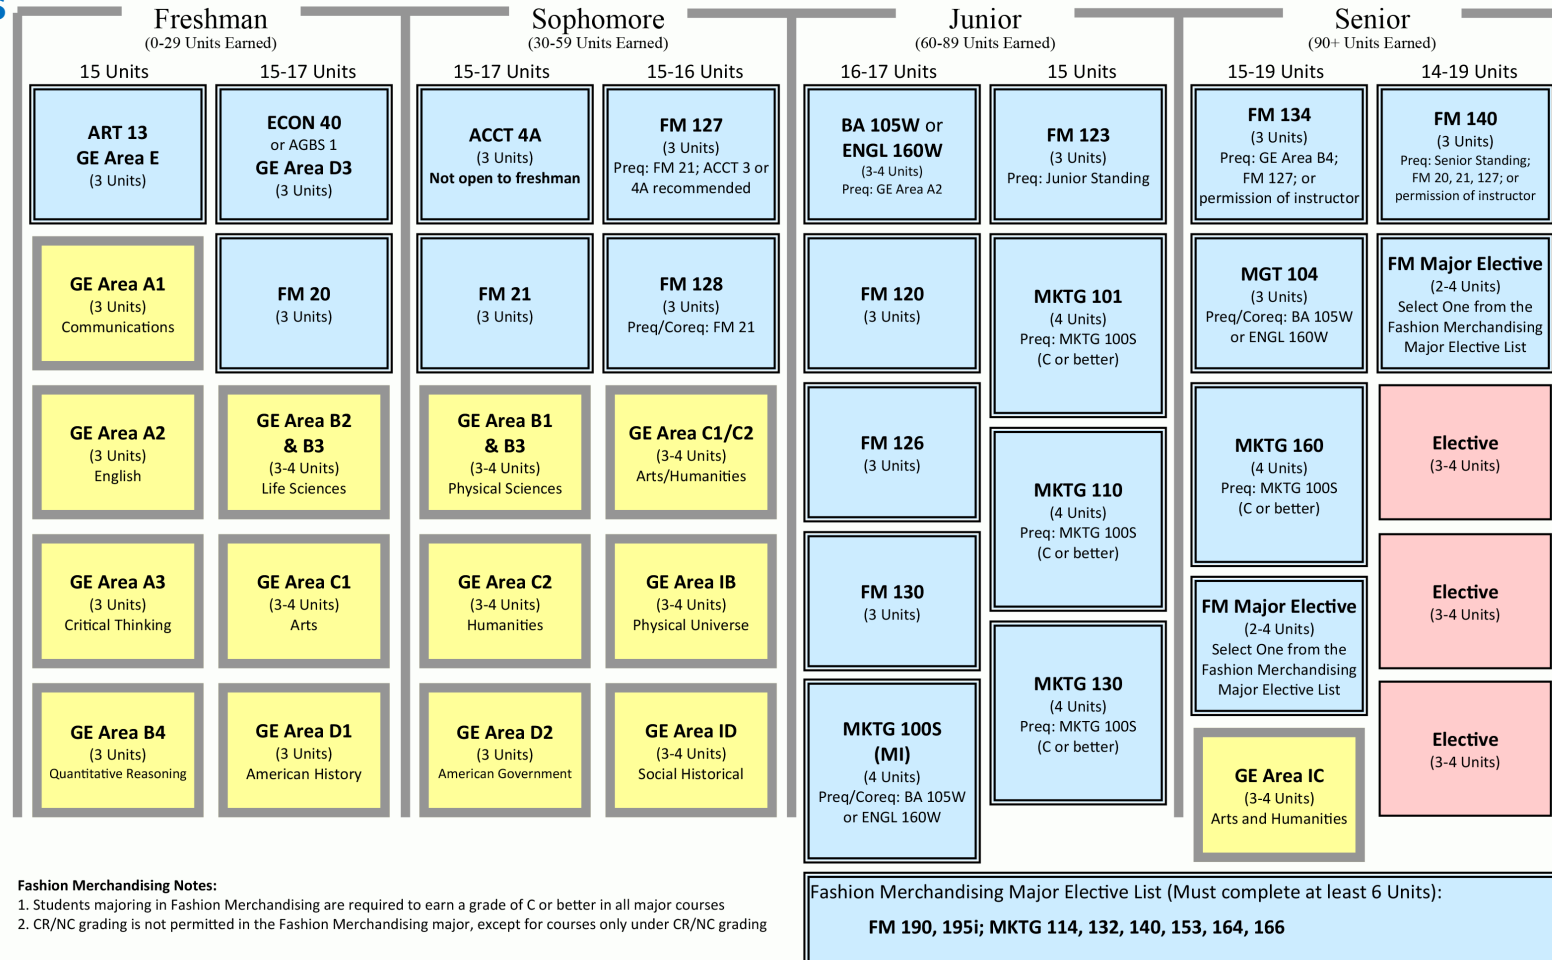 S
Freshman
(0-29 Units Earned)
15 Units
15-17 Units
ART 13
GE Area E
(3 Units)
ECON 40
or AGBS 1
GE Area D3
(3 Units)
GE Area A1
(3 Units)
Communications
FM 20
(3 Units)
GE Area A2
(3 Units)
English
GE Area B2
& B3
(3-4 Units)
Life Sciences
GE Area A3
(3 Units)
Critical Thinking
GE Area C1
(3-4 Units)
Arts
GE Area B4
(3 Units)
Quantitative Reasoning
GE Area D1
(3 Units)
American History
Sophomore
(30-59 Units Earned)
15-17 Units
15-16 Units
ACCT 4A
(3 Units)
Not open to freshman
FM 127
(3 Units)
Preq: FM 21; ACCT 3 or
4A recommended
FM 21
(3 Units)
FM 128
(3 Units)
Preq/Coreq: FM 21
GE Area B1
& B3
(3-4 Units)
Physical Sciences
GE Area C1/C2
(3-4 Units)
Arts/Humanities
GE Area C2
(3-4 Units)
Humanities
GE Area IB
(3-4 Units)
Physical Universe
GE Area D2
(3 Units)
American Government
GE Area ID
(3-4 Units)
Social Historical
Junior
(60-89 Units Earned)
16-17 Units
15 Units
BA 105W or
ENGL 160W
(3-4 Units)
Preq: GE Area A2
FM 123
(3 Units)
Preq: Junior Standing
FM 120
(3 Units)
MKTG 101
(4 Units)
Preq: MKTG 100S
(C or better)
FM 126
(3 Units)
MKTG 110
(4 Units)
Preq: MKTG 100S
(C or better)
FM 130
(3 Units)
MKTG 130
(4 Units)
Preq: MKTG 100S
(C or better)
MKTG 100S
(MI)
(4 Units)
Preq/Coreq: BA 105W
or ENGL 160W
Senior
(90+ Units Earned)
15-19 Units
14-19 Units
FM 134
(3 Units)
Preq: GE Area B4;
FM 127; or
permission of instructor
FM 140
(3 Units)
Preq: Senior Standing;
FM 20, 21, 127; or
permission of instructor
MGT 104
(3 Units)
Preq/Coreq: BA 105W
or ENGL 160W
FM Major Elective
(2-4 Units)
Select One from the
Fashion Merchandising
Major Elective List
MKTG 160
(4 Units)
Preq: MKTG 100S
(C or better)
Elective
(3-4 Units)
FM Major Elective
(2-4 Units)
Select One from the
Fashion Merchandising
Major Elective List
Elective
(3-4 Units)
GE Area IC
(3-4 Units)
Arts and Humanities
Elective
(3-4 Units)
Fashion Merchandising Notes:
1. Students majoring in Fashion Merchandising are required to earn a grade of C or better in all major courses
2. CR/NC grading is not permitted in the Fashion Merchandising major, except for courses only under CR/NC grading
Fashion Merchandising Major Elective List (Must complete at least 6 Units):
FM 190, 195i; MKTG 114, 132, 140, 153, 164, 166